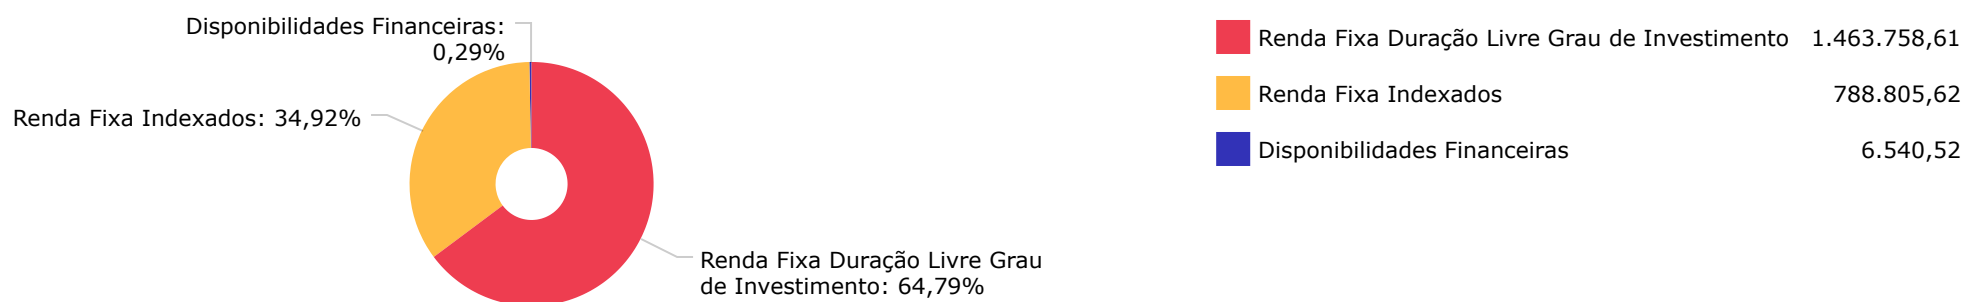 Disponibilidades Financeiras:
0,29%
Renda Fixa Indexados: 34,92%
Renda Fixa Duração Livre Grau
de Investimento: 64,79%
Renda Fixa Duração Livre Grau de Investimento 1.463.758,61
Renda Fixa Indexados 788.805,62
Disponibilidades Financeiras 6.540,52